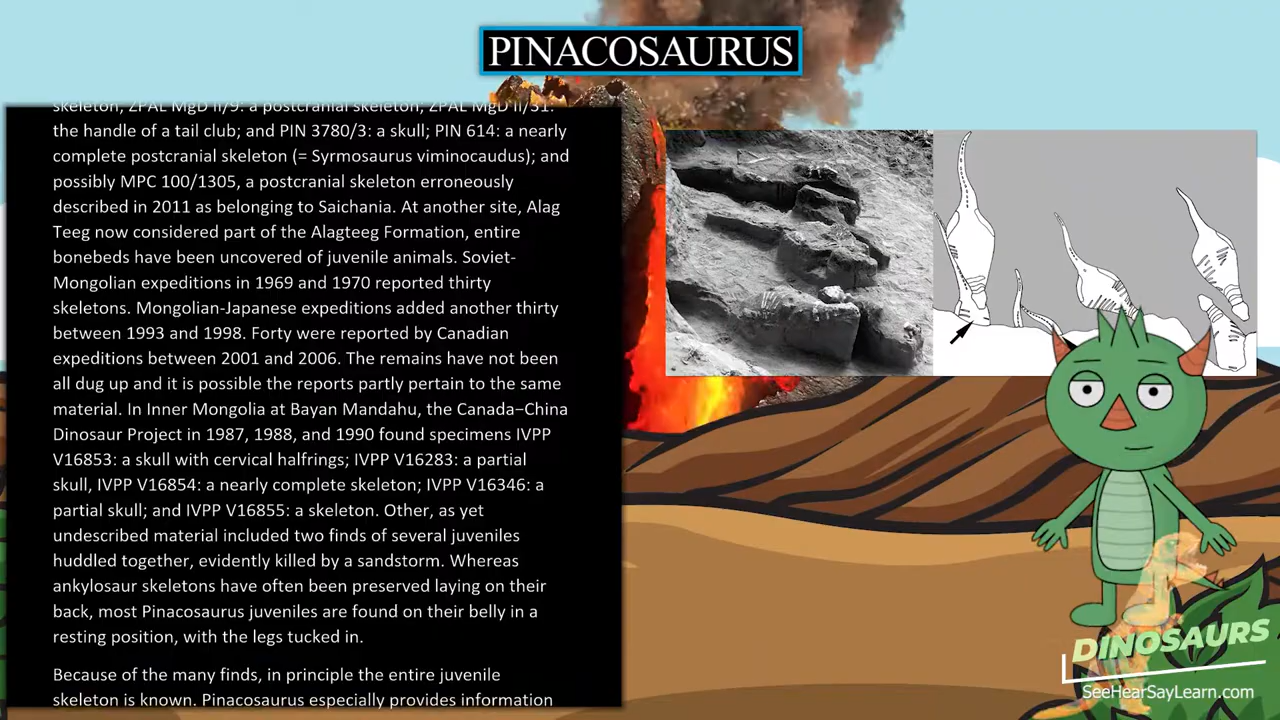 PINACOSAURUS
skeleton; ZPAL MgD II/9: a postcranial skeleton; ZPAL MgD II/31:
the handle of a tail club; and PIN 3780/3: a skull; PIN 614: a nearly
complete postcranial skeleton (= Syrmosaurus viminocaudus); and
possibly MPC 100/1305, a postcranial skeleton erroneously
described in 2011 as belonging to Saichania. At another site, Alag
Teeg now considered part of the Alagteeg Formation, entire
bonebeds have been uncovered of juvenile animals. Soviet-
Mongolian expeditions in 1969 and 1970 reported thirty
skeletons. Mongolian-Japanese expeditions added another thirty
between 1993 and 1998. Forty were reported by Canadian
expeditions between 2001 and 2006. The remains have not been
all dug up and it is possible the reports partly pertain to the same
material. In Inner Mongolia at Bayan Mandahu, the Canada−China
Dinosaur Project in 1987, 1988, and 1990 found specimens IVPP
V16853: a skull with cervical halfrings; IVPP V16283: a partial
skull, IVPP V16854: a nearly complete skeleton; IVPP V16346: a
partial skull; and IVPP V16855: a skeleton. Other, as yet
undescribed material included two finds of several juveniles
huddled together, evidently killed by a sandstorm. Whereas
ankylosaur skeletons have often been preserved laying on their
back, most Pinacosaurus juveniles are found on their belly in a
resting position, with the legs tucked in.
Because of the many finds, in principle the entire juvenile
skeleton is known. Pinacosaurus especially provides information
DINOSAURS
SeeHearSayLearn.com